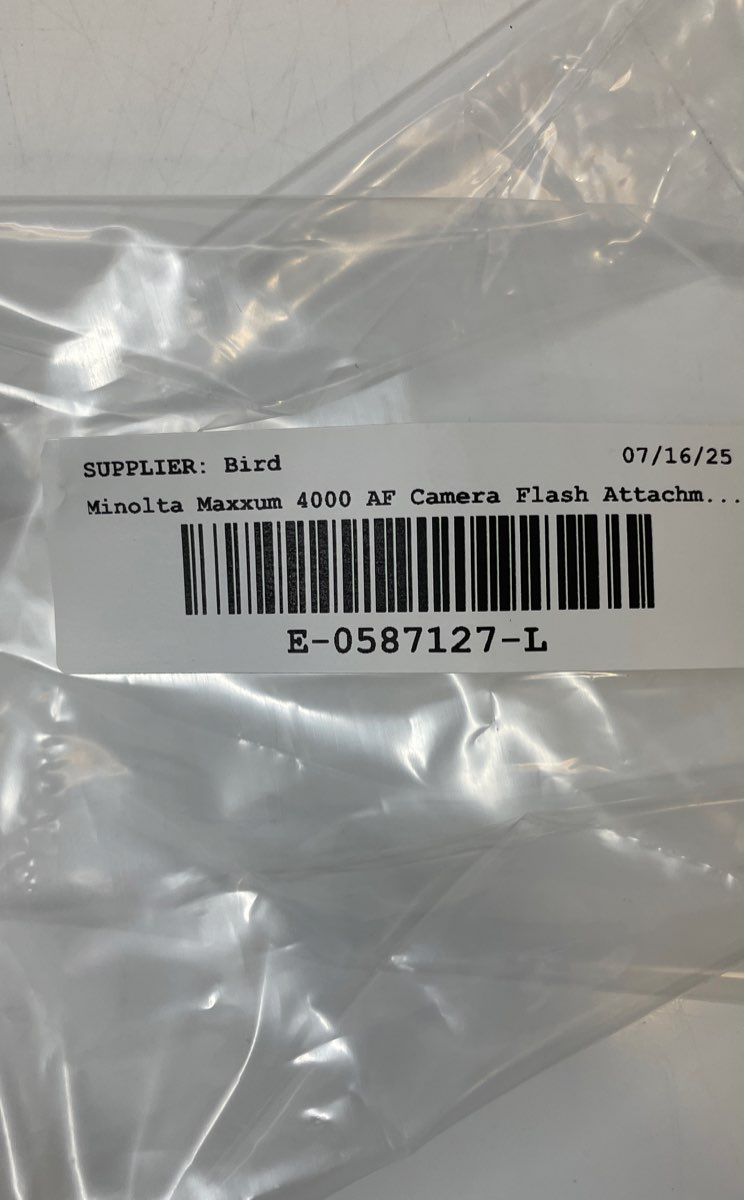 SUPPLIER: Bird 07/16/25
Minolta Maxxum 4000 AF Camera Flash Attachm...
E-0587127-L